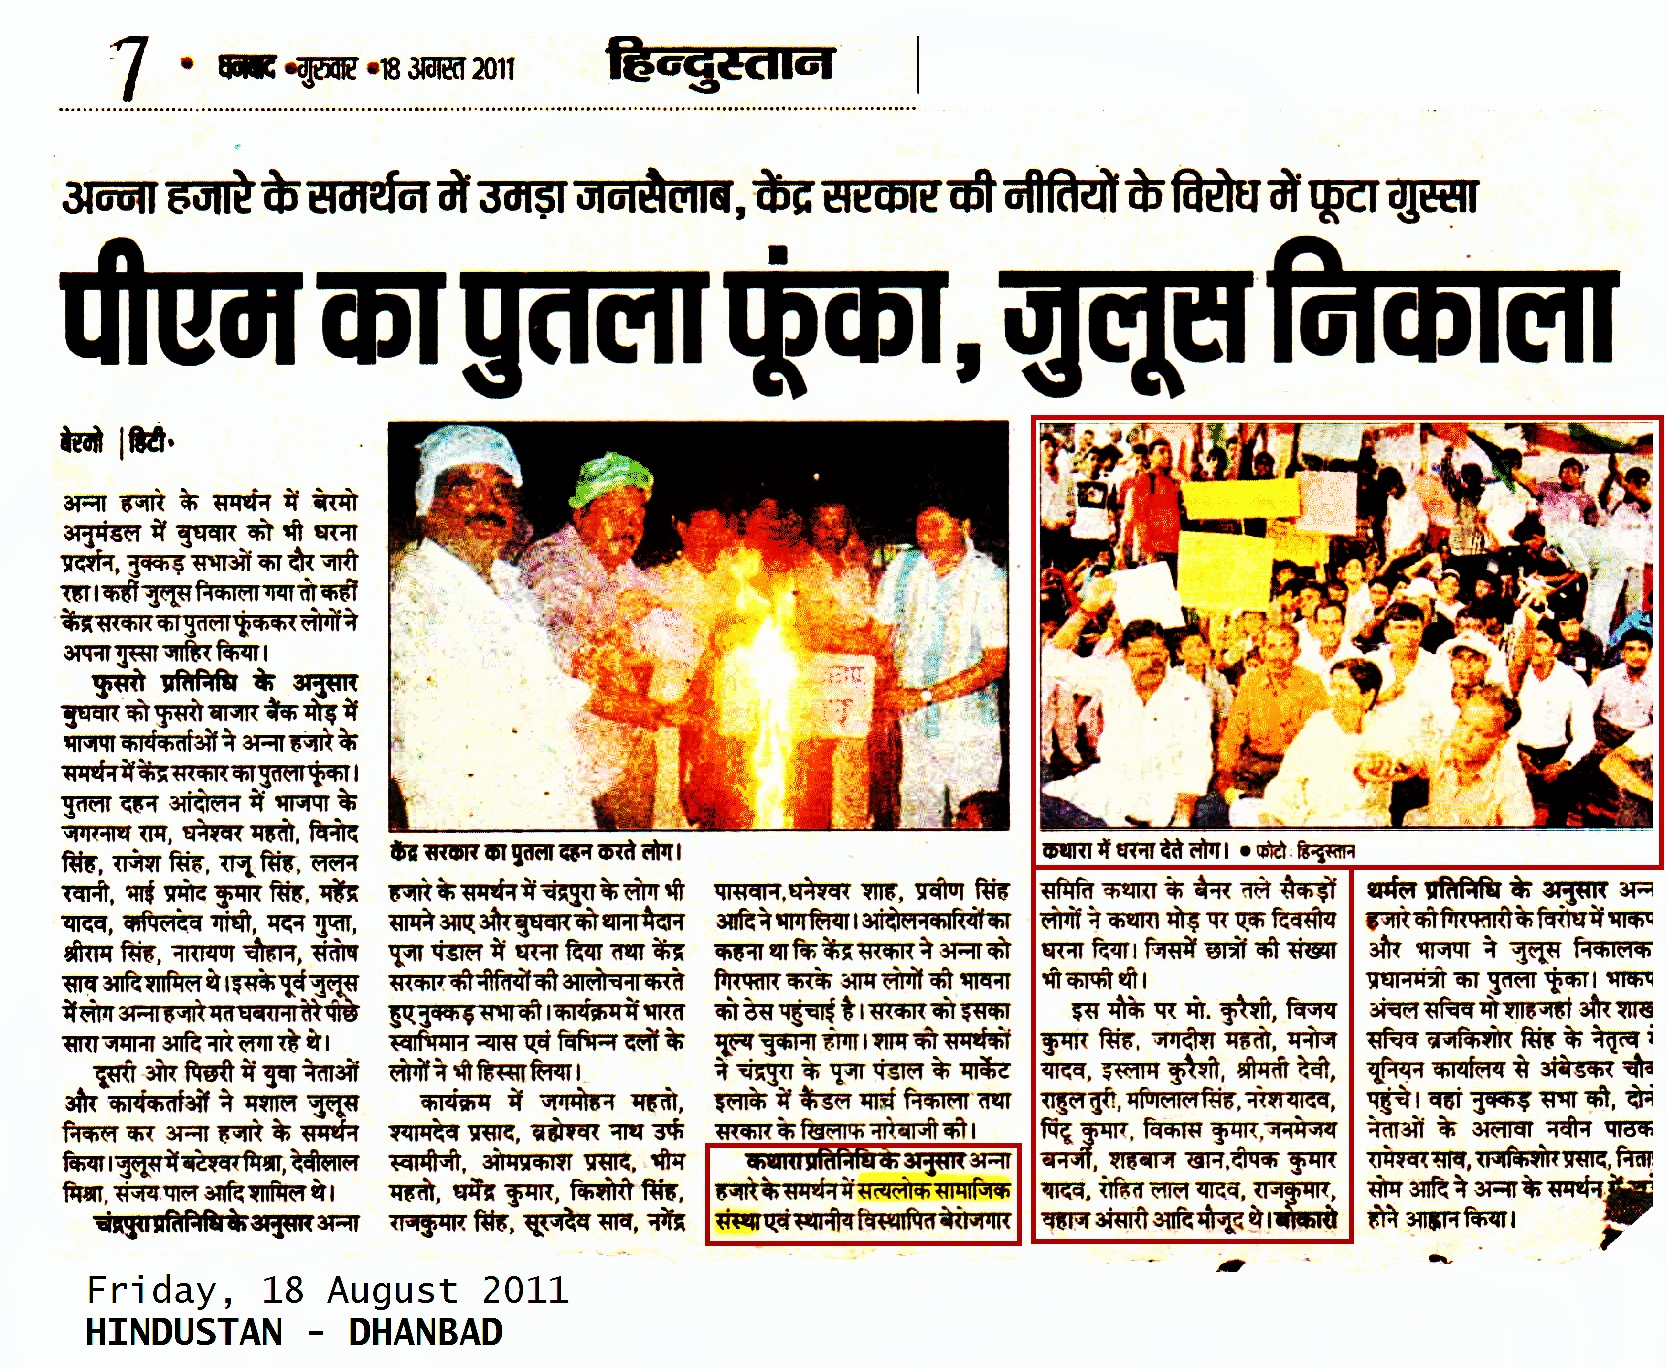 7 • धनबाद •गुरुवार •18 अगस्त 2011 हिन्दुस्तान
अन्ना हजारे के समर्थन में उमड़ा जनसैलाब, केंद्र सरकार की नीतियों के विरोध में फूटा गुस्सा
पीएम का पुतला फूंका, जुलूस निकाला
बेरमो | हिटी•
अन्ना हजारे के समर्थन में बेरमो
अनुमंडल में बुधवार को भी धरना
प्रदर्शन, नुक्कड़ सभाओं का दौर जारी
रहा। कहीं जुलूस निकाला गया तो कहीं
केंद्र सरकार का पुतला फूंककर लोगों ने
अपना गुस्सा जाहिर किया।
फुसरो प्रतिनिधि के अनुसार
बुधवार को फुसरो बाजार बैंक मोड़ में
भाजपा कार्यकर्ताओं ने अन्ना हजारे के
समर्थन में केंद्र सरकार का पुतला फूंका।
पुतला दहन आंदोलन में भाजपा के
जगरनाथ राम, धनेश्वर महतो, विनोद
सिंह, राजेश सिंह, राजू सिंह, ललन
रवानी, भाई प्रमोद कुमार सिंह, महेंद्र
यादव, कपिलदेव गांधी, मदन गुप्ता,
श्रीराम सिंह, नारायण चौहान, संतोष
साव आदि शामिल थे। इसके पूर्व जुलूस
में लोग अन्ना हजारे मत घबराना तेरे पीछे
सारा जमाना आदि नारे लगा रहे थे।
दूसरी ओर पिछरी में युवा नेताओं
और कार्यकर्ताओं ने मशाल जुलूस
निकल कर अन्ना हजारे के समर्थन
किया। जुलूस में बटेश्वर मिश्रा, देवीलाल
मिश्रा, संजय पाल आदि शामिल थे।
चंद्रपुरा प्रतिनिधि के अनुसार अन्ना
केंद्र सरकार का पुतला दहन करते लोग।
हजारे के समर्थन में चंद्रपुरा के लोग भी
सामने आए और बुधवार को थाना मैदान
पूजा पंडाल में धरना दिया तथा केंद्र
सरकार की नीतियों की आलोचना करते
हुए नुक्कड़ सभा की। कार्यक्रम में भारत
स्वाभिमान न्यास एवं विभिन्न दलों के
लोगों ने भी हिस्सा लिया।
कार्यक्रम में जगमोहन महतो,
श्यामदेव प्रसाद, ब्रह्मेश्वर नाथ उर्फ
स्वामीजी, ओमप्रकाश प्रसाद, भीम
महतो, धर्मेंद्र कुमार, किशोरी सिंह,
राजकुमार सिंह, सूरजदेव साव, नगेंद्र
पासवान,धनेश्वर शाह, प्रवीण सिंह
आदि ने भाग लिया। आंदोलनकारियों का
कहना था कि केंद्र सरकार ने अन्ना को
गिरफ्तार करके आम लोगों की भावना
को ठेस पहुंचाई है। सरकार को इसका
मूल्य चुकाना होगा। शाम को समर्थकों
ने चंद्रपुरा के पूजा पंडाल के मार्केट
इलाके में कैंडल मार्च निकाला तथा
सरकार के खिलाफ नारेबाजी की।
कथारा प्रतिनिधि के अनुसार अन्ना
हजारे के समर्थन में सत्यलोक सामाजिक
संस्था एवं स्थानीय विस्थापित बेरोजगार
कथारा में धरना देते लोग। • फोटो : हिन्दुस्तान
समिति कथारा के बैनर तले सैकड़ों
लोगों ने कथारा मोड़ पर एक दिवसीय
धरना दिया। जिसमें छात्रों की संख्या
भी काफी थी।
इस मौके पर मो. कुरैशी, विजय
कुमार सिंह, जगदीश महतो, मनोज
यादव, इस्लाम कुरैशी, श्रीमती देवी,
राहुल तुरी, मणिलाल सिंह, नरेश यादव,
पिंटू कुमार, विकास कुमार,जनमेजय
बनर्जी, शहबाज खान,दीपक कुमार
यादव, रोहित लाल यादव, राजकुमार,
वहाज अंसारी आदि मौजूद थे। बोकारो
थर्मल प्रतिनिधि के अनुसार अन्न
हजारे की गिरफ्तारी के विरोध में भाकप
और भाजपा ने जुलूस निकालक
प्रधानमंत्री का पुतला फूंका। भाकप
अंचल सचिव मो शाहजहां और शाख
सचिव व्रजकिशोर सिंह के नेतृत्व में
यूनियन कार्यालय से अंबेडकर चौक
पहुंचे। वहां नुक्कड़ सभा की, दोन
नेताओं के अलावा नवीन पाठक
रामेश्वर साव, राजकिशोर प्रसाद, निता
सोम आदि ने अन्ना के समर्थन में
होने आह्वान किया।
Friday, 18 August 2011
HINDUSTAN - DHANBAD